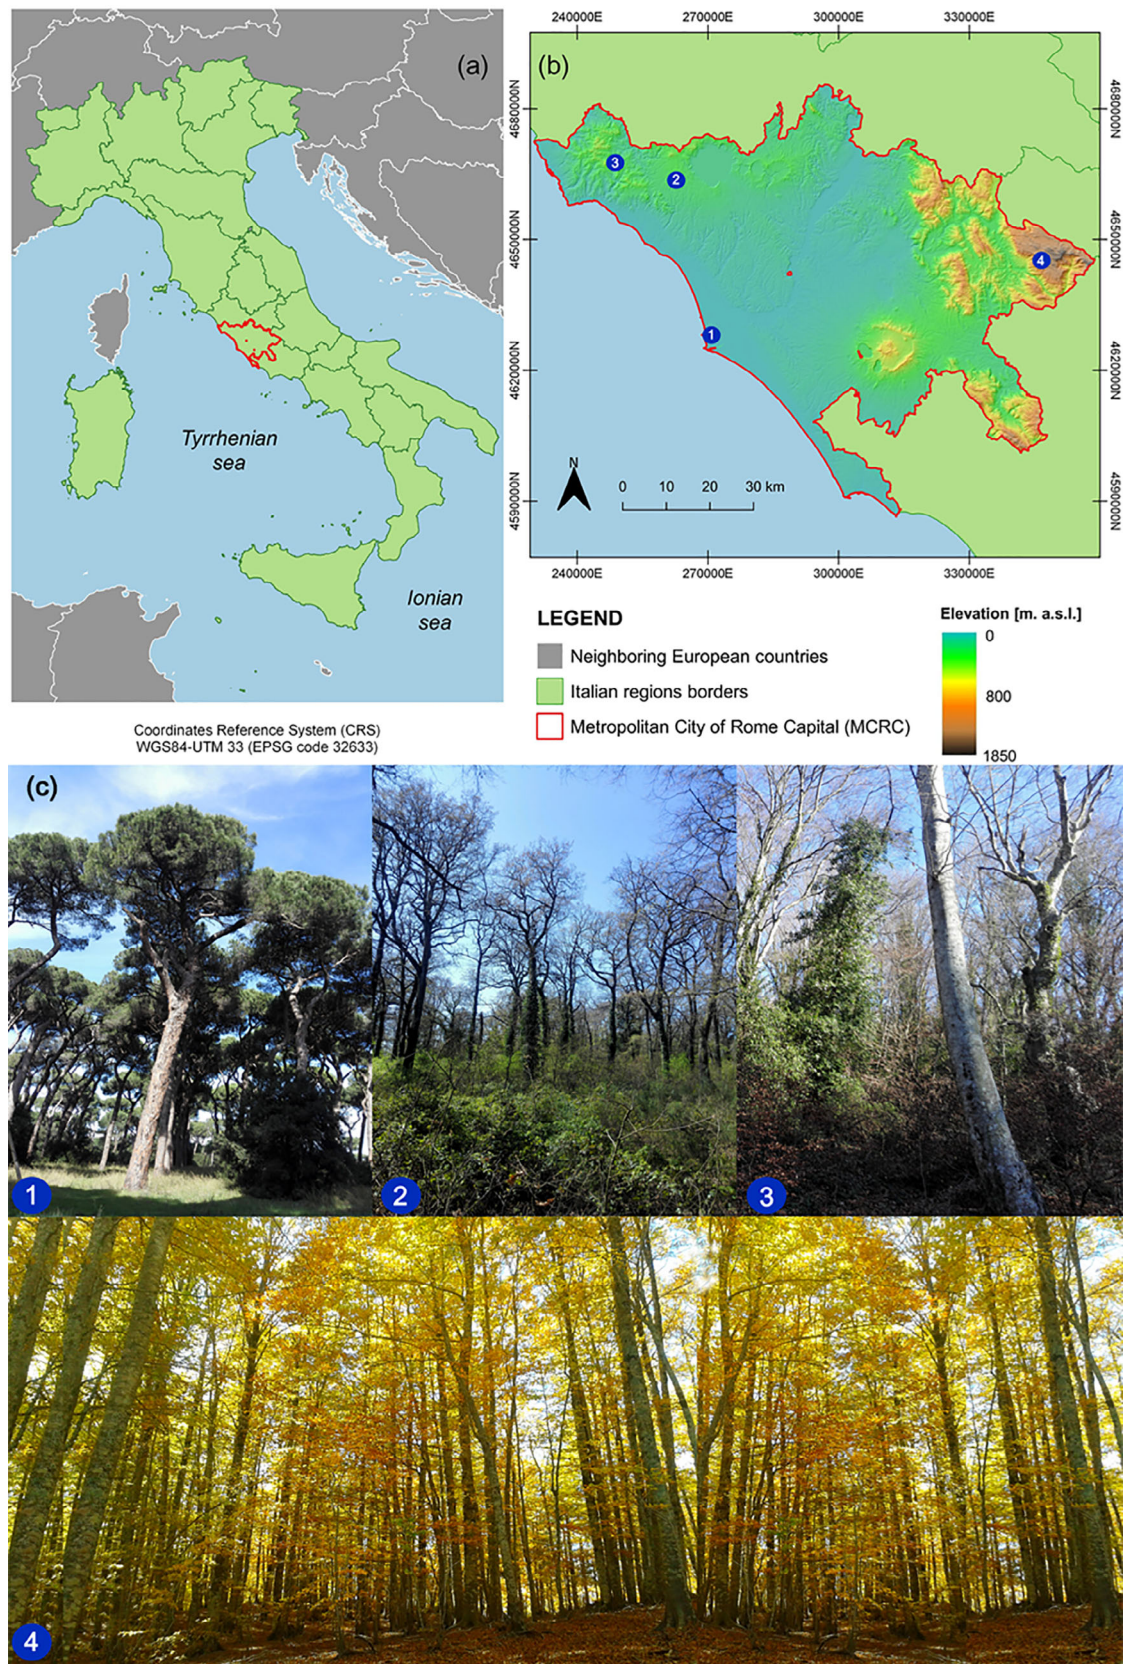 (a)
Tyrrhenian
sea
Ionian
sea
Coordinates Reference System (CRS)
WGS84-UTM 33 (EPSG code 32633)
240000E
270000E
300000E
330000E
(b)
4680000N
4650000N
4620000N
4590000N
4680000N
4650000N
4620000N
4590000N
3
2
4
1
N
0
10
20
30 km
240000E
270000E
300000E
330000E
LEGEND
Neighboring European countries
Italian regions borders
Metropolitan City of Rome Capital (MCRC)
Elevation [m. a.s.l.]
0
800
1850
(c)
1
2
3
4